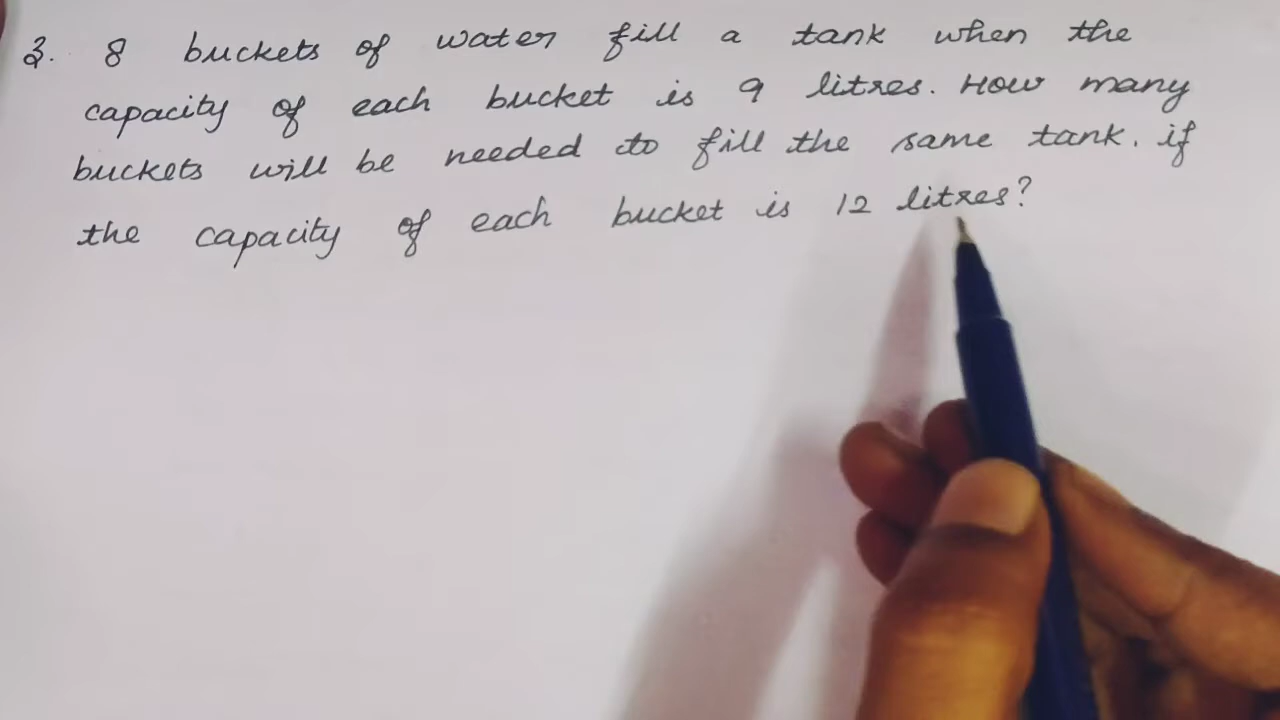 3. 8 buckets of water fill a tank when the
capacity of each bucket is 9 litres. How many
buckets will be needed to fill the same tank. if
the capacity of each bucket is 12 litres?